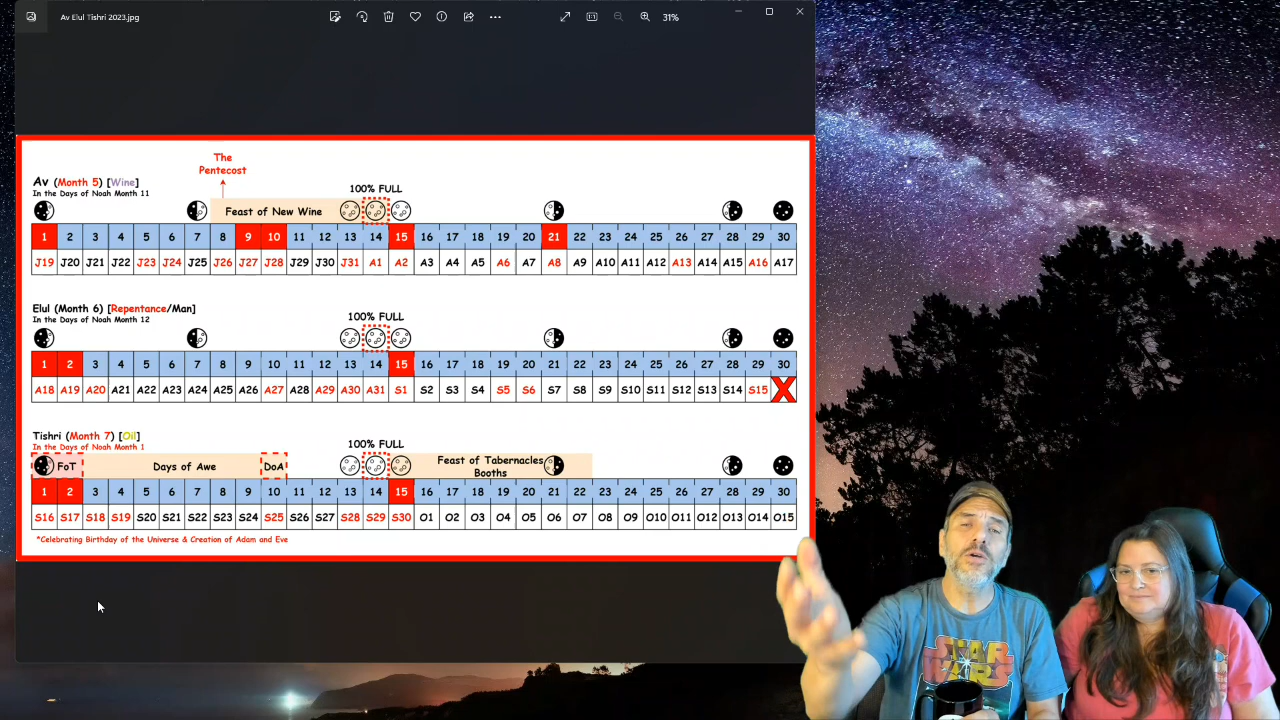 Av Elul Tishri 2023.jpg
31%
The
Pentecost
Av (Month 5) [Wine]
In the Days of Noah Month 11
100% FULL
Feast of New Wine
1 2 3 4 5 6 7 8 9 10 11 12 13 14 15 16 17 18 19 20 21 22 23 24 25 26 27 28 29 30
J19 J20 J21 J22 J23 J24 J25 J26 J27 J28 J29 J30 J31 A1 A2 A3 A4 A5 A6 A7 A8 A9 A10 A11 A12 A13 A14 A15 A16 A17
Elul (Month 6) [Repentance/Man]
In the Days of Noah Month 12
100% FULL
1 2 3 4 5 6 7 8 9 10 11 12 13 14 15 16 17 18 19 20 21 22 23 24 25 26 27 28 29 30
A18 A19 A20 A21 A22 A23 A24 A25 A26 A27 A28 A29 A30 A31 S1 S2 S3 S4 S5 S6 S7 S8 S9 S10 S11 S12 S13 S14 S15 X
Tishri (Month 7) [Oil]
In the Days of Noah Month 1
100% FULL
FoT Days of Awe DoA Feast of Tabernacles
Booths
1 2 3 4 5 6 7 8 9 10 11 12 13 14 15 16 17 18 19 20 21 22 23 24 25 26 27 28 29 30
S16 S17 S18 S19 S20 S21 S22 S23 S24 S25 S26 S27 S28 S29 S30 O1 O2 O3 O4 O5 O6 O7 O8 O9 O10 O11 O12 O13 O14 O15
*Celebrating Birthday of the Universe & Creation of Adam and Eve
STAR
WARS